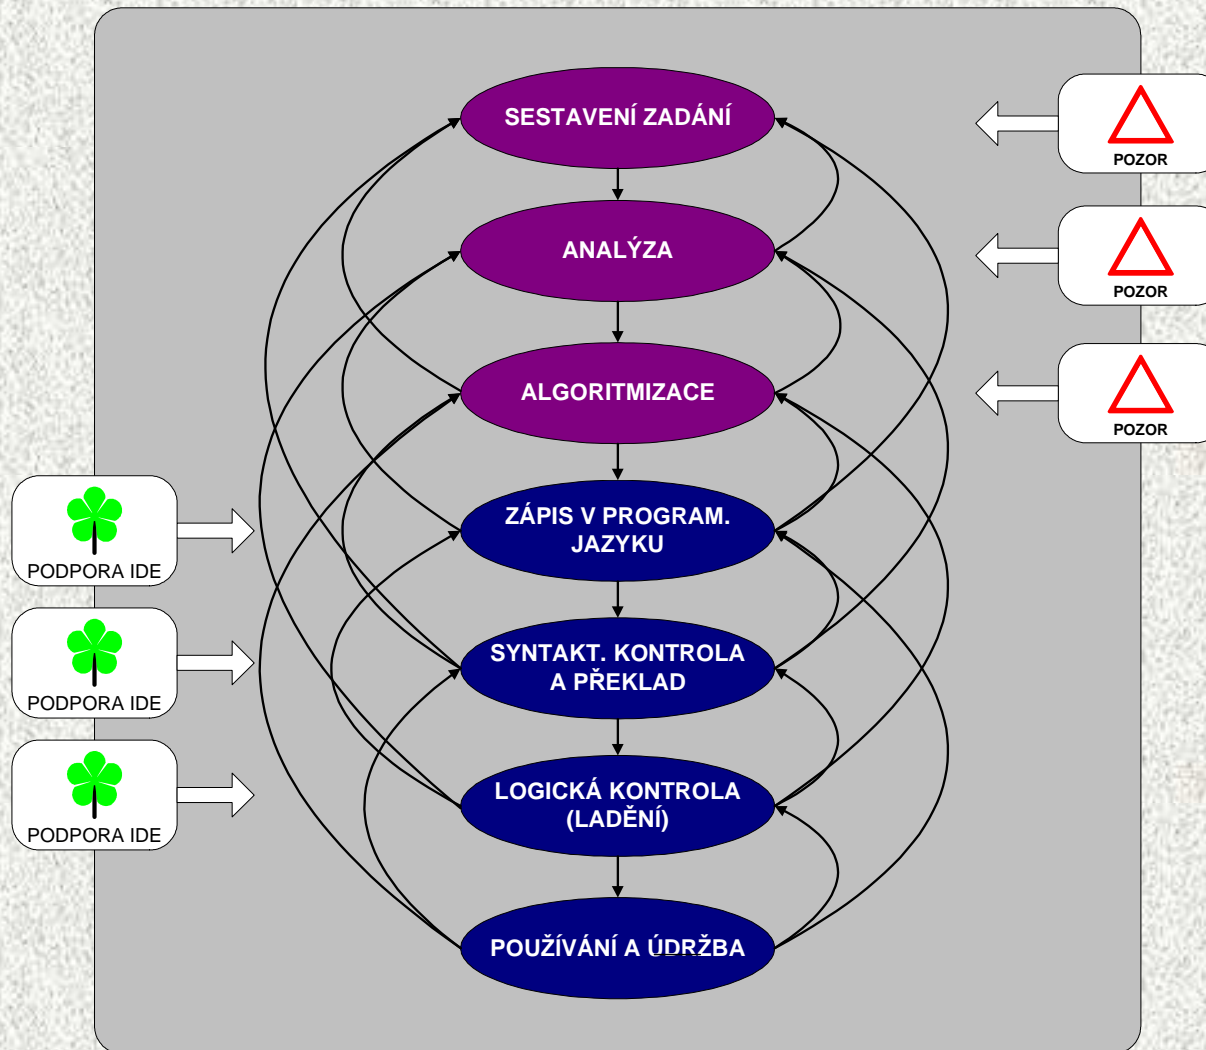 SESTAVENÍ ZADÁNÍ
POZOR
ANALÝZA
POZOR
ALGORITMIZACE
POZOR
ZÁPIS V PROGRAM.
JAZYKU
PODPORA IDE
SYNTAKT. KONTROLA
A PŘEKLAD
PODPORA IDE
LOGICKÁ KONTROLA
(LADĚNÍ)
PODPORA IDE
POUŽÍVÁNÍ A ÚDRŽBA